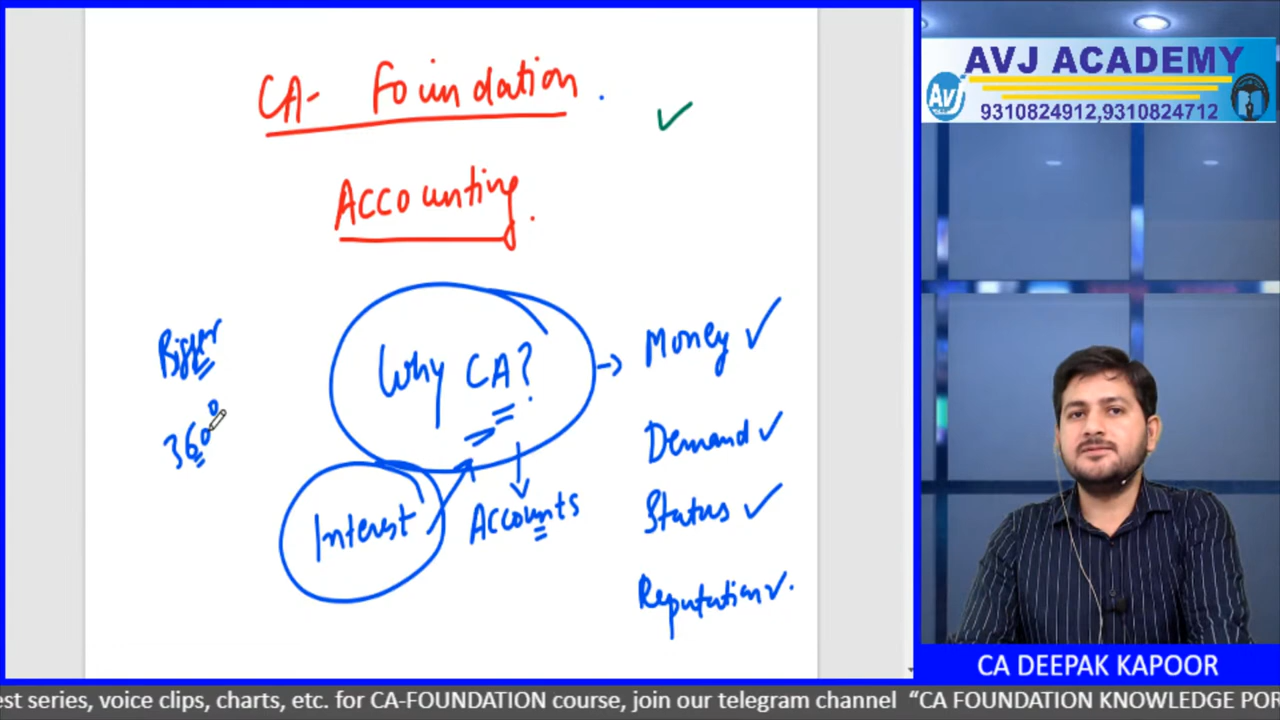 CA- Foundation.
Accounting.
Bigger
360°
Why CA?
Interest
Accounts
Money
Demand
Status
Reputation
AVJ ACADEMY
AVJ
9310824912,9310824712
CA DEEPAK KAPOOR
est series, voice clips, charts, etc. for CA-FOUNDATION course, join our telegram channel “CA FOUNDATION KNOWLEDGE POR